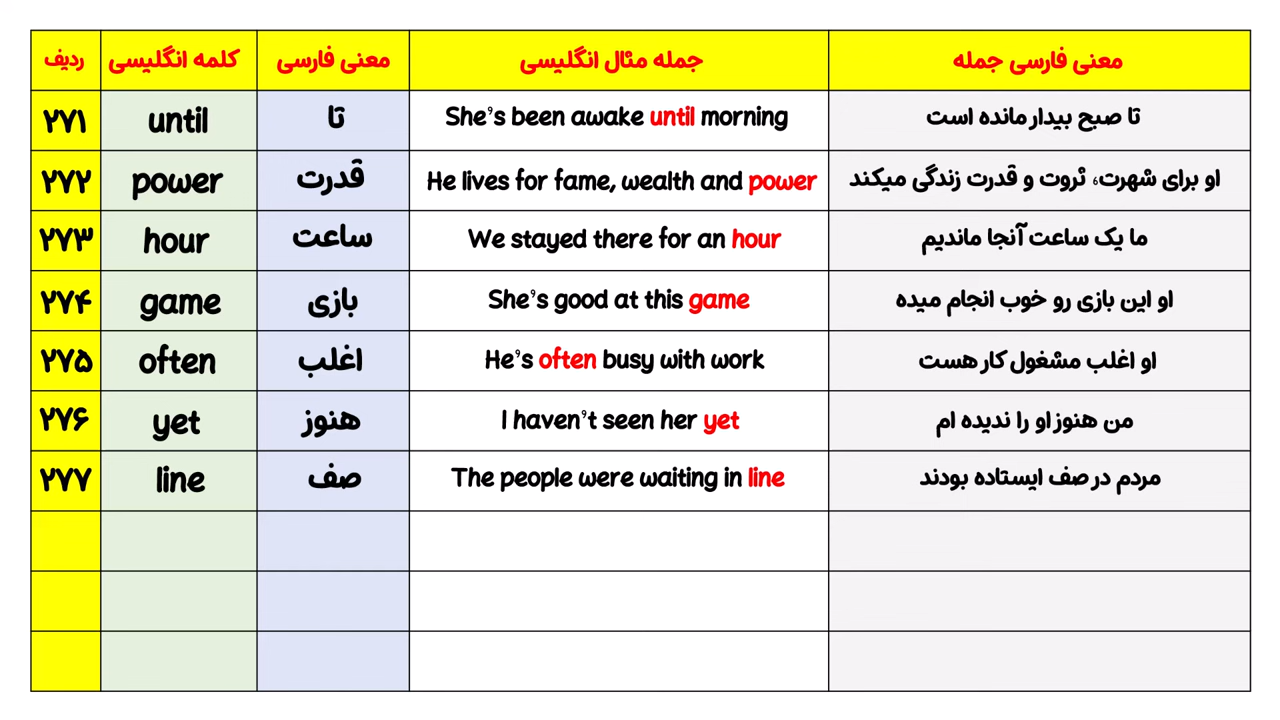 ردیف کلمه انگلیسی معنی فارسی جمله مثال انگلیسی معنی فارسی جمله
۲۷۱ until تا She's been awake until morning تا صبح بیدار مانده است
۲۷۲ power قدرت He lives for fame, wealth and power او برای شهرت، ثروت و قدرت زندگی میکند
۲۷۳ hour ساعت We stayed there for an hour ما یک ساعت آنجا ماندیم
۲۷۴ game بازی She's good at this game او این بازی رو خوب انجام میده
۲۷۵ often اغلب He's often busy with work او اغلب مشغول کار هست
۲۷۶ yet هنوز I haven't seen her yet من هنوز او را ندیده ام
۲۷۷ line صف The people were waiting in line مردم در صف ایستاده بودند